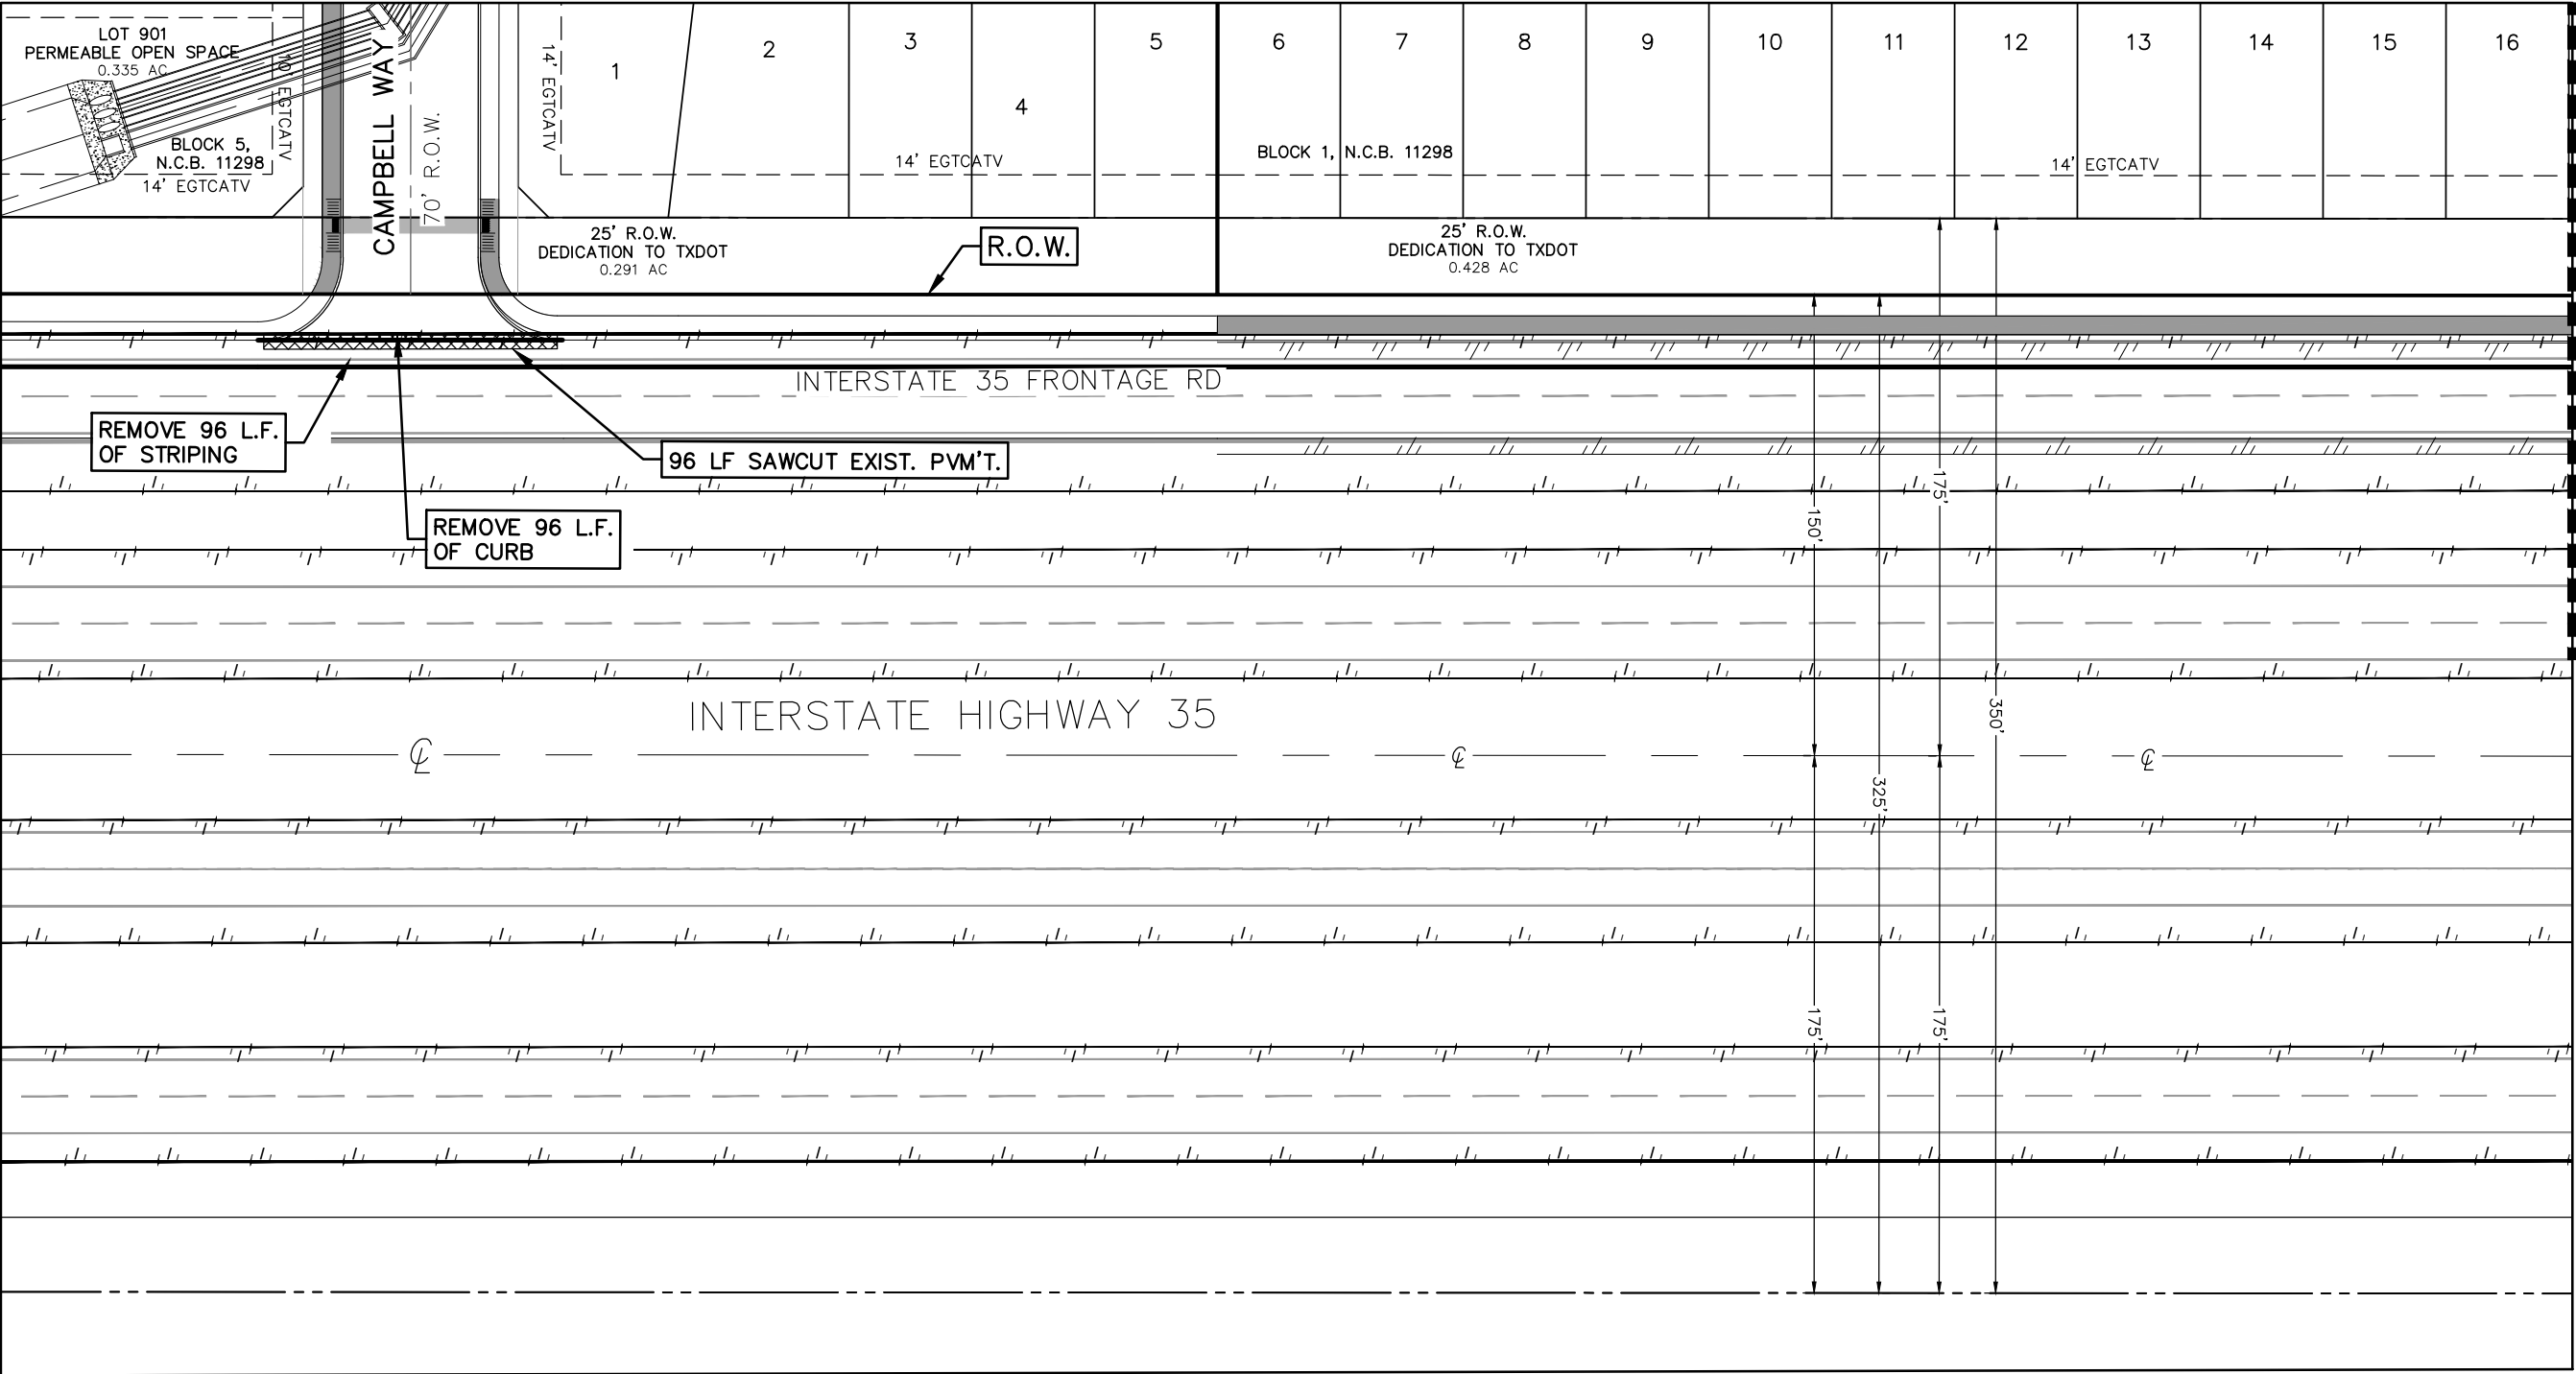 LOT 901
PERMEABLE OPEN SPACE
0.335 AC
10' EGTCATV
BLOCK 5,
N.C.B. 11298
14' EGTCATV
CAMPBELL WAY
70' R.O.W.
14' EGTCATV
1
2
3
4
5
6
7
8
9
10
11
12
13
14
15
16
14' EGTCATV
BLOCK 1, N.C.B. 11298
14' EGTCATV
25' R.O.W.
DEDICATION TO TXDOT
0.291 AC
R.O.W.
25' R.O.W.
DEDICATION TO TXDOT
0.428 AC
INTERSTATE 35 FRONTAGE RD
REMOVE 96 L.F.
OF STRIPING
96 LF SAWCUT EXIST. PVM'T.
REMOVE 96 L.F.
OF CURB
150'
175'
350'
325'
INTERSTATE HIGHWAY 35
℄
℄
℄
175'
175'